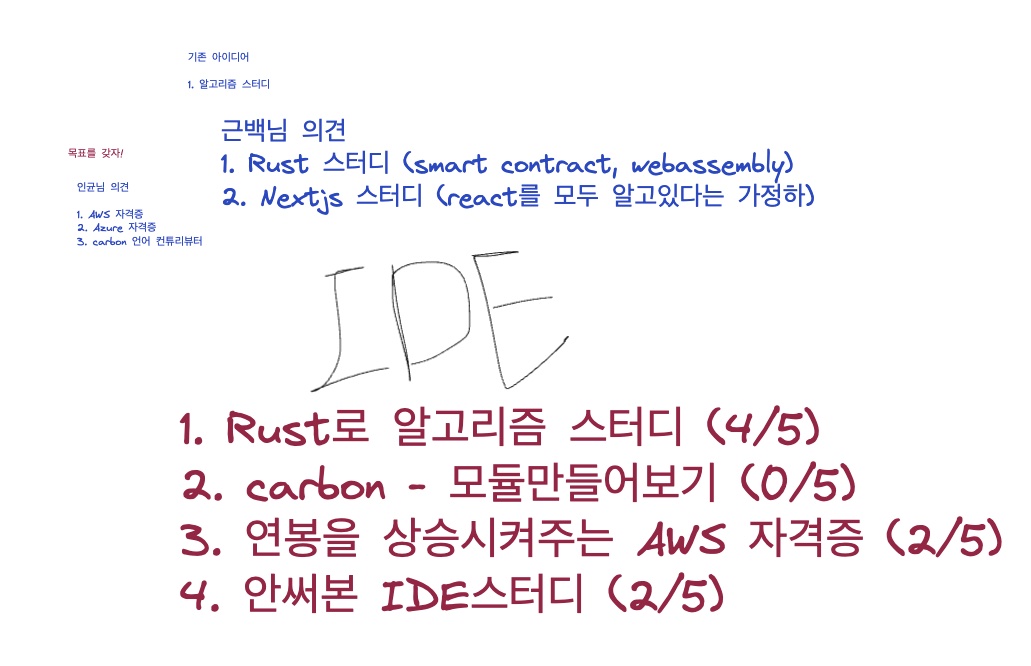 기존 아이디어
1. 알고리즘 스터디
근백님 의견
1. Rust 스터디 (smart contract, webassembly)
2. Nextjs 스터디 (react를 모두 알고있다는 가정하)
목표를 갖자!
인균님 의견
1. AWS 자격증
2. Azure 자격증
3. carbon 언어 컨튜리뷰터
IDE
1. Rust로 알고리즘 스터디 (4/5)
2. carbon - 모듈만들어보기 (0/5)
3. 연봉을 상승시켜주는 AWS 자격증 (2/5)
4. 안써본 IDE스터디 (2/5)